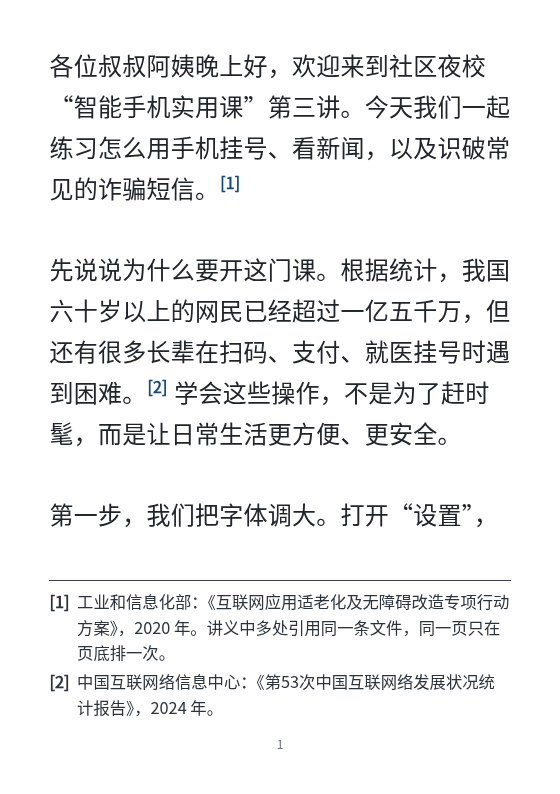 各位叔叔阿姨晚上好，欢迎来到社区夜校
“智能手机实用课”第三讲。今天我们一起
练习怎么用手机挂号、看新闻，以及识破常
见的诈骗短信。[1]
先说说为什么要开这门课。根据统计，我国
六十岁以上的网民已经超过一亿五千万，但
还有很多长辈在扫码、支付、就医挂号时遇
到困难。[2] 学会这些操作，不是为了赶时
髦，而是让日常生活更方便、更安全。
第一步，我们把字体调大。打开“设置”，
[1] 工业和信息化部：《互联网应用适老化及无障碍改造专项行动
方案》，2020 年。讲义中多处引用同一条文件，同一页只在
页底排一次。
[2] 中国互联网络信息中心：《第53次中国互联网络发展状况统
计报告》，2024 年。
1